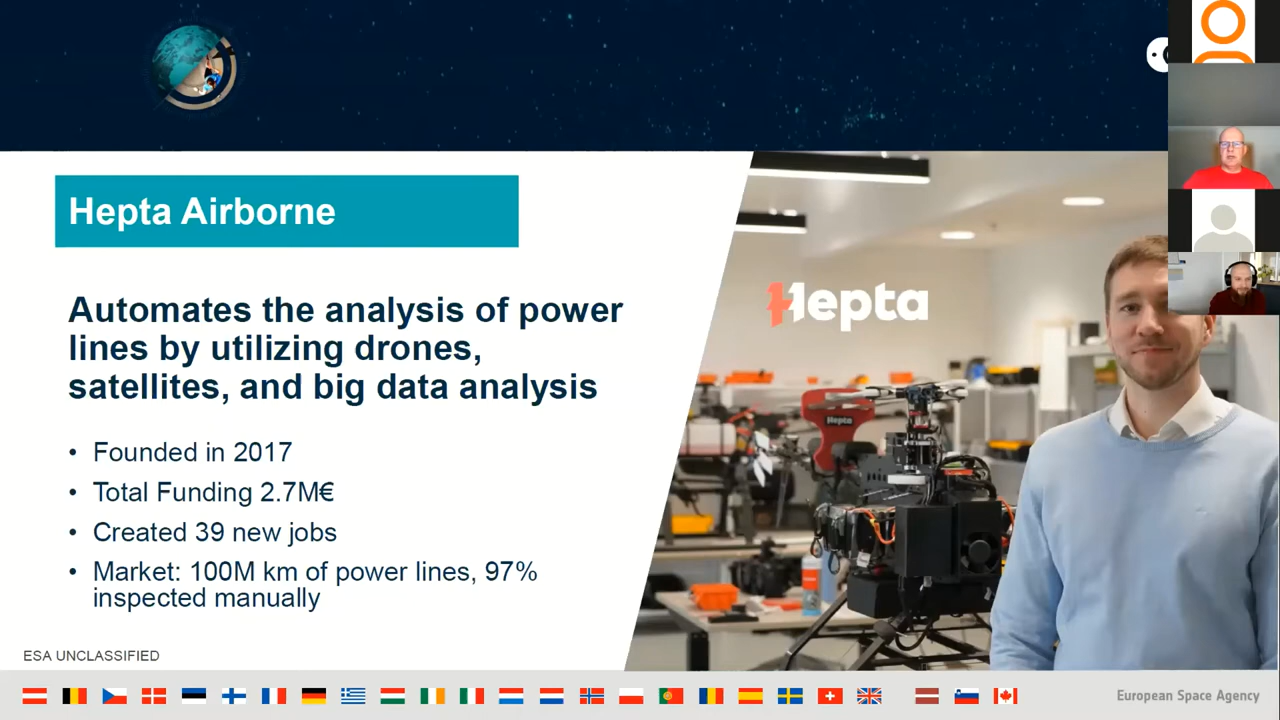 Hepta Airborne
Automates the analysis of power
lines by utilizing drones,
satellites, and big data analysis
• Founded in 2017
• Total Funding 2.7M€
• Created 39 new jobs
• Market: 100M km of power lines, 97%
inspected manually
Hepta
Hepta
ESA UNCLASSIFIED
European Space Agency